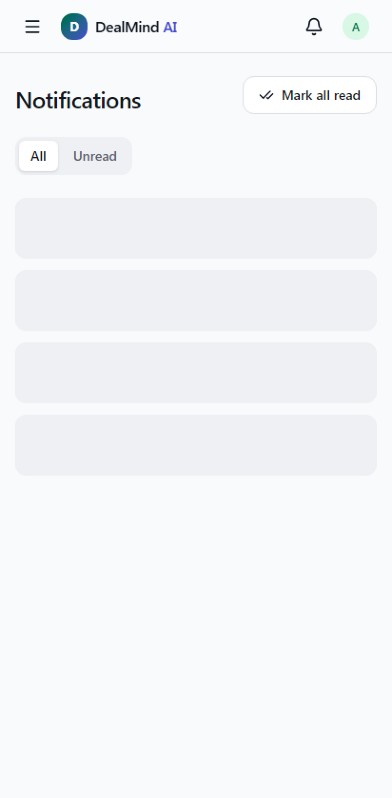 D DealMind AI
A
Notifications
Mark all read
All
Unread